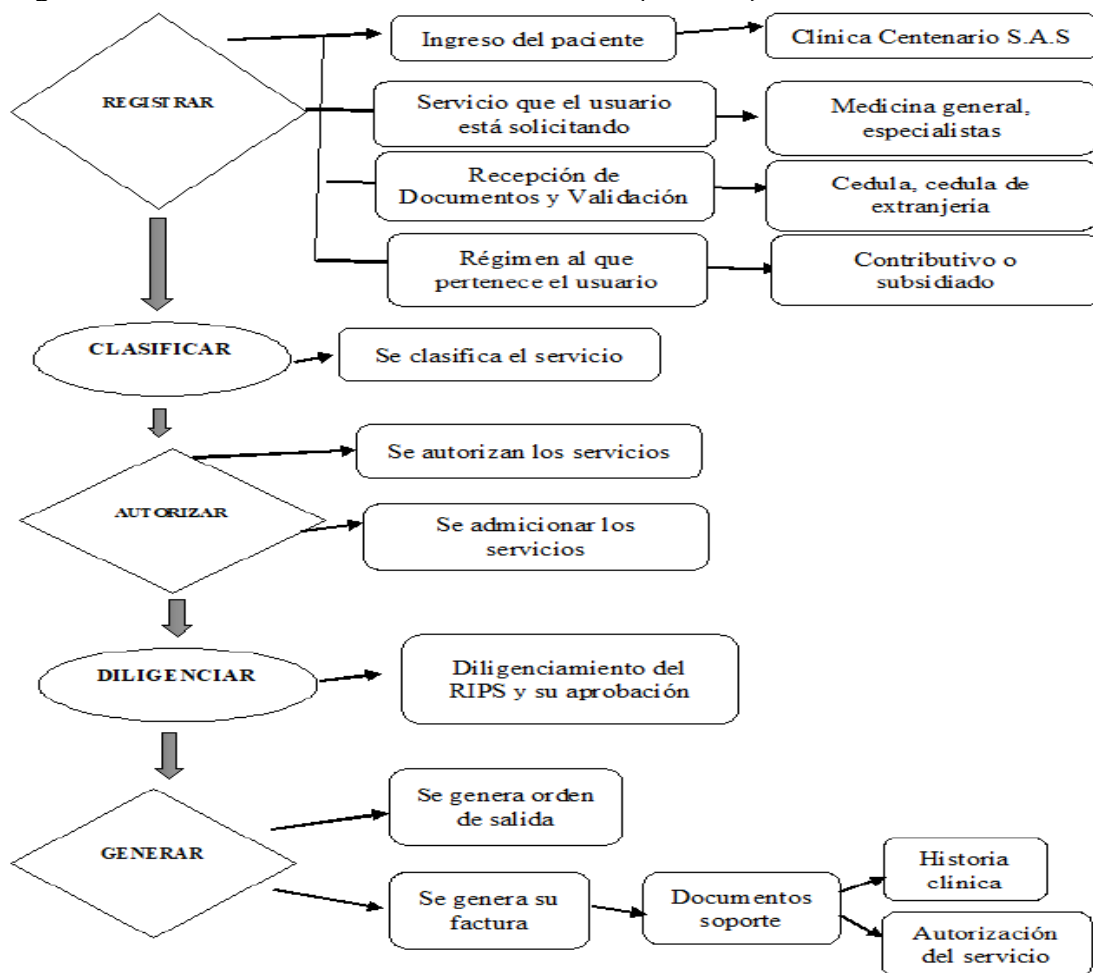 Ingreso del paciente
Clínica Centenario S.A.S
REGISTRAR
Servicio que el usuario
está solicitando
Medicina general,
especialistas
Recepción de
Documentos y Validación
Cedula, cedula de
extranjería
Régimen al que
pertenece el usuario
Contributivo o
subsidiado
CLASIFICAR
Se clasifica el servicio
Se autorizan los servicios
AUTORIZAR
Se admicionar los
servicios
DILIGENCIAR
Diligenciamiento del
RIPS y su aprobación
Se genera orden
de salida
GENERAR
Se genera su
factura
Documentos
soporte
Historia
clínica
Autorización
del servicio